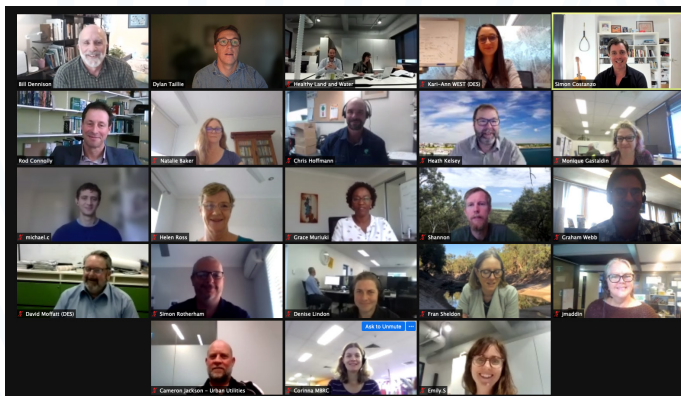 Bill Dennison
Dylan Taillie
Healthy Land and Water
Kari-Ann WEST (DES)
Simon Costanzo
Rod Connolly
Natalie Baker
Chris Hoffmann
Heath Kelsey
Monique Gastaldin
michael.c
Helen Ross
Grace Muriuki
Shannon
Graham Webb
David Moffatt (DES)
Simon Rotherham
Denise Lindon
Fran Sheldon
jmaddin
Ask to Unmute ...
Cameron Jackson - Urban Utilities
Corinna MBRC
Emily.S